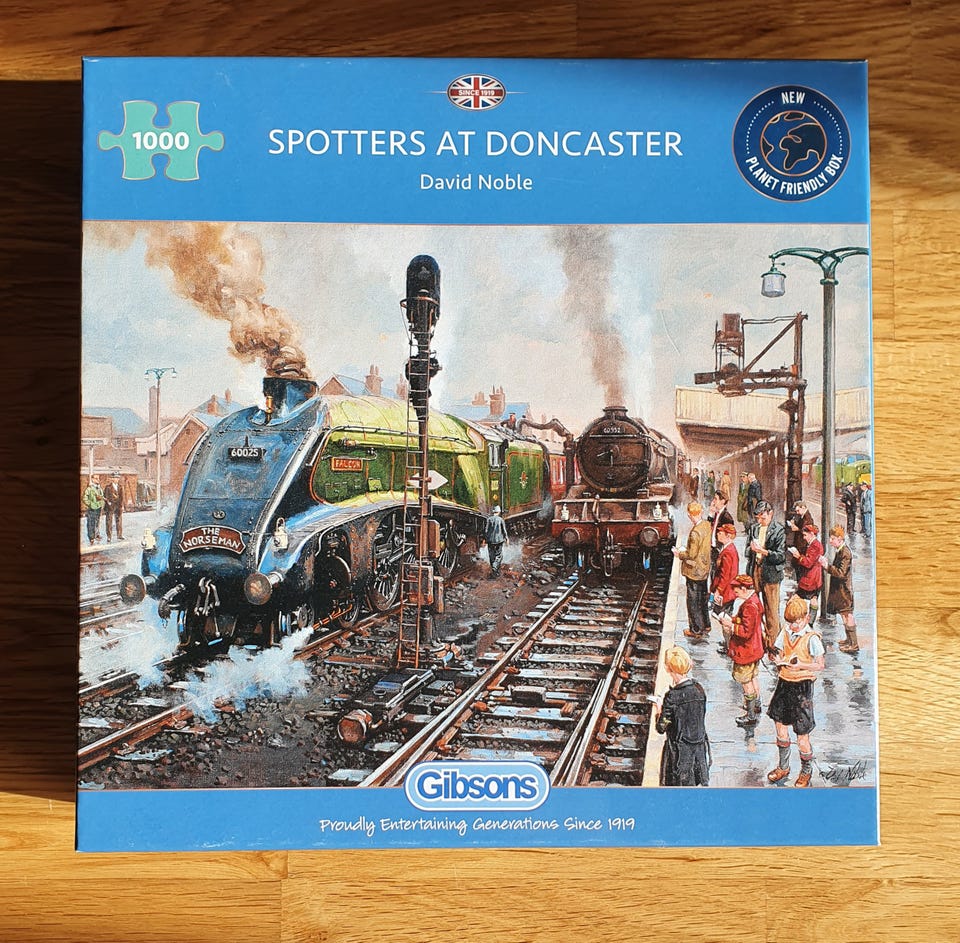 SINCE 1919
1000
SPOTTERS AT DONCASTER
David Noble
NEW
PLANET FRIENDLY BOX
60025
FALCON
THE
NORSEMAN
Gibsons
Proudly Entertaining Generations Since 1919